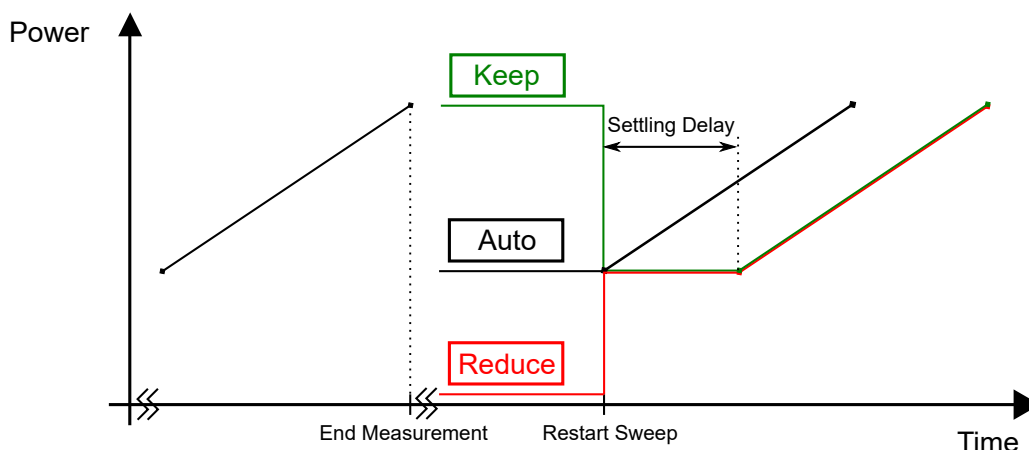 Power
Keep
Settling Delay
Auto
Reduce
End Measurement
Restart Sweep
Time